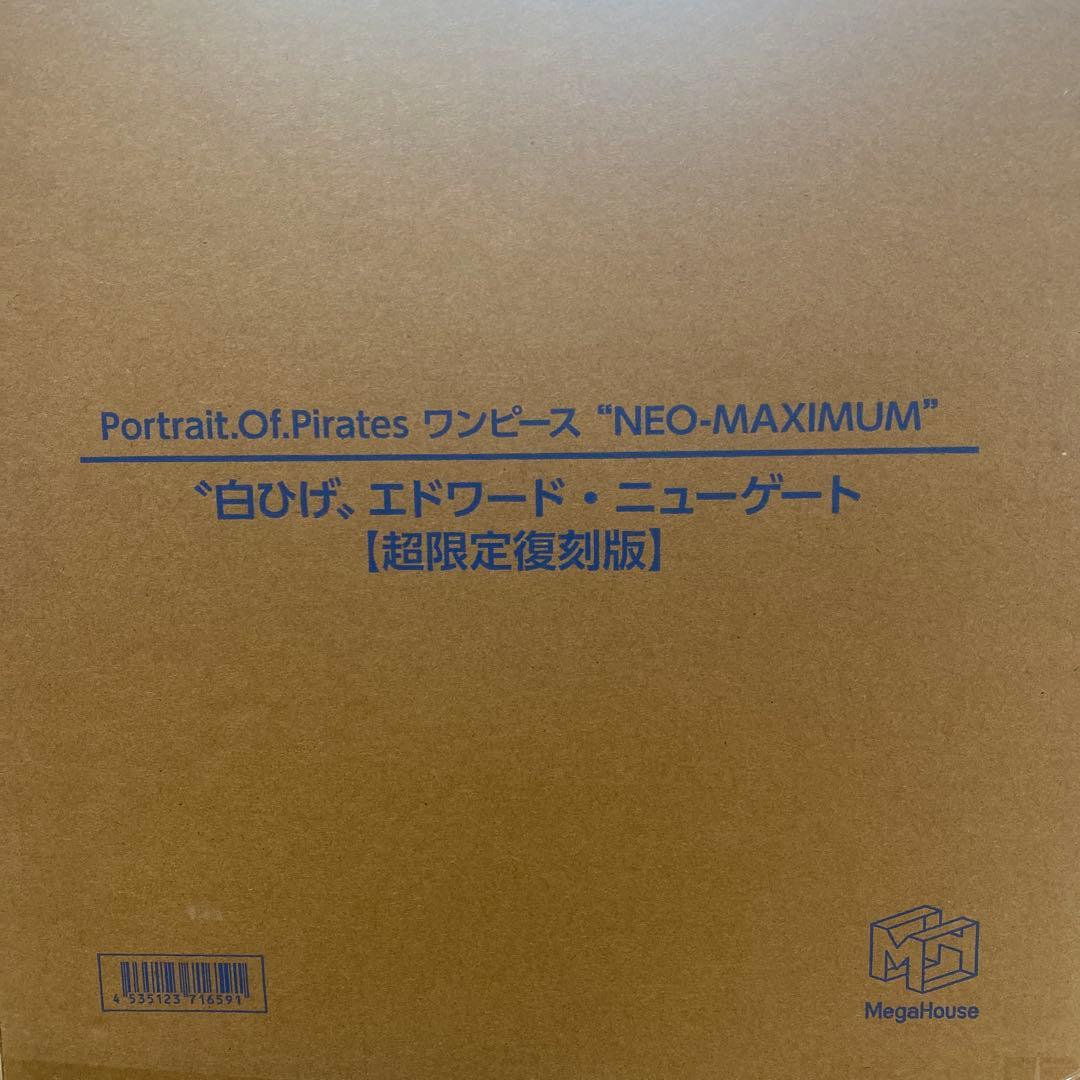 Portrait.Of.Pirates ワンピース “NEO-MAXIMUM”
〝白ひげ〟エドワード・ニューゲート
【超限定復刻版】
4 535123 716591
MH
MegaHouse